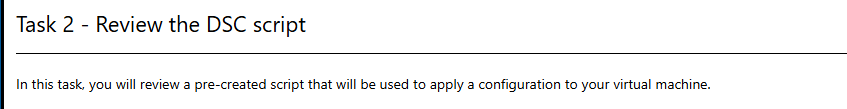 Task 2 - Review the DSC script
In this task, you will review a pre-created script that will be used to apply a configuration to your virtual machine.